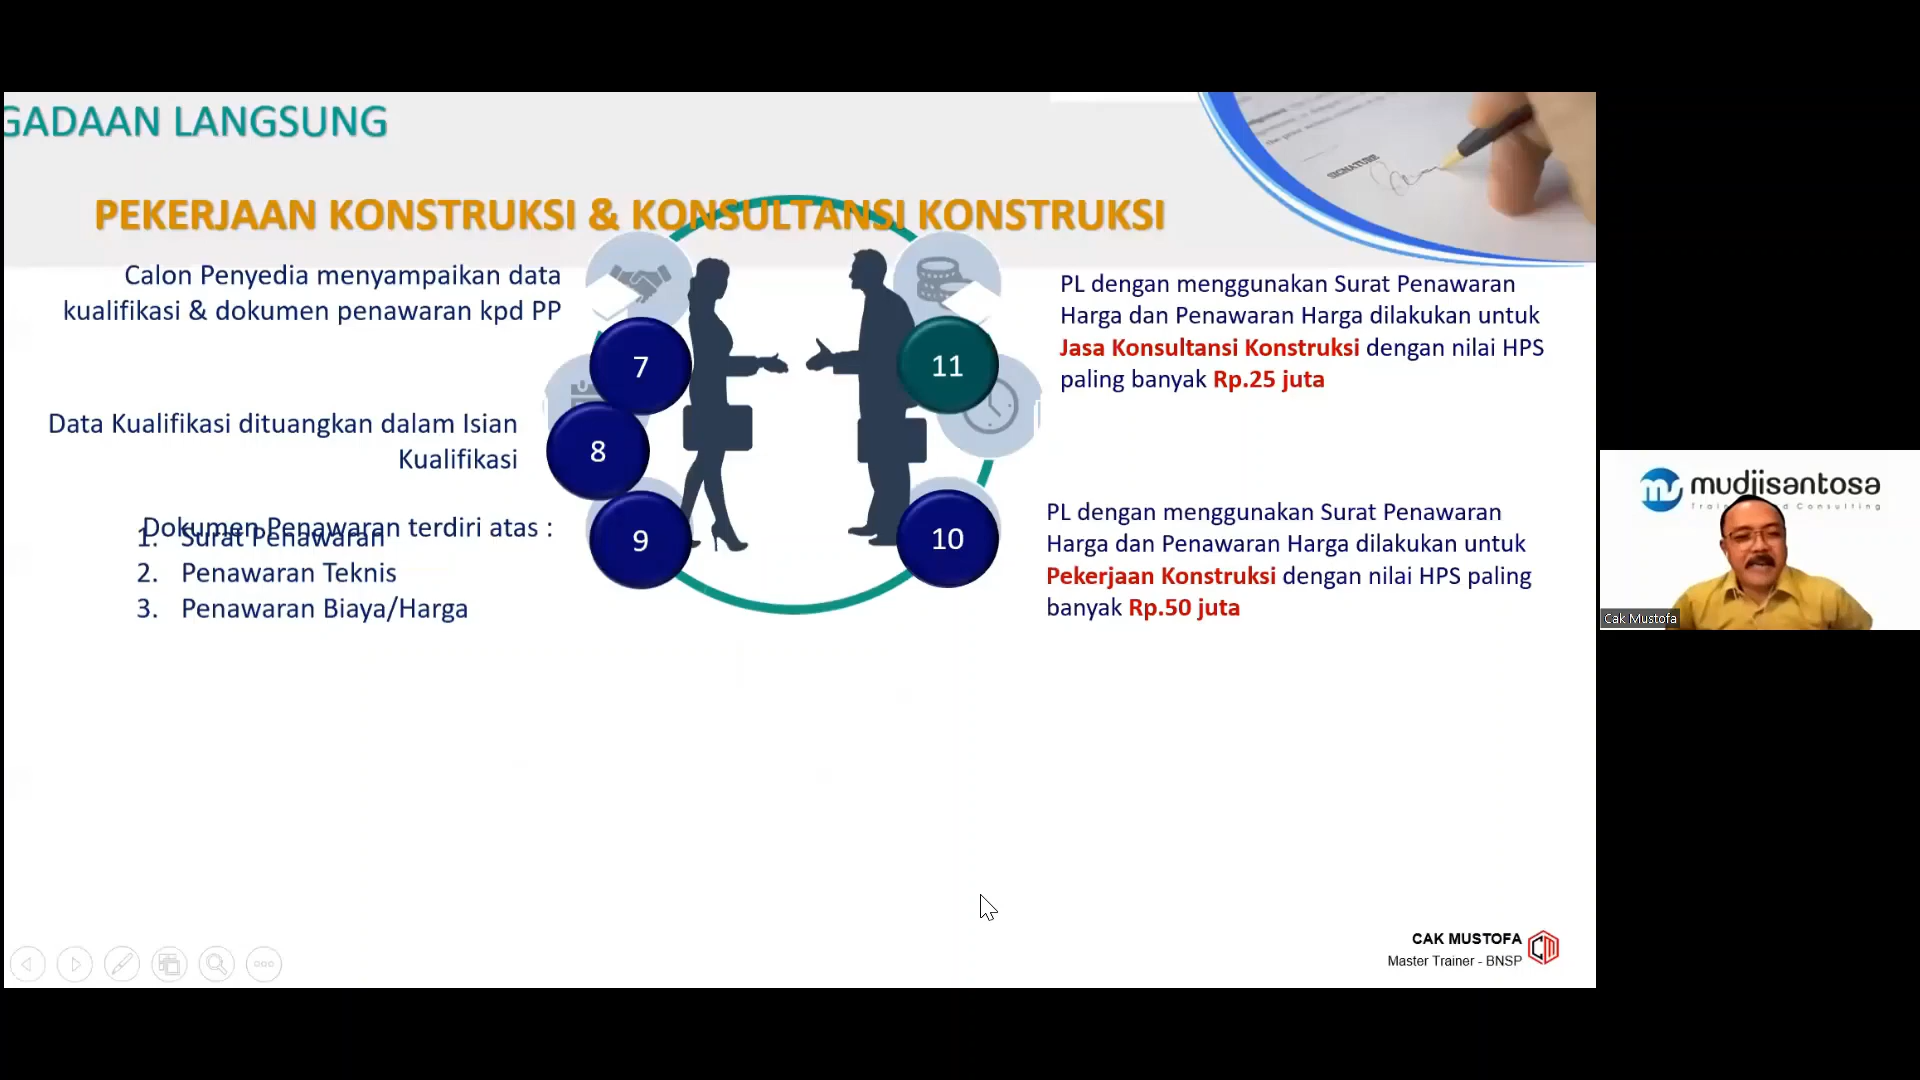 GADAAN LANGSUNG
PEKERJAAN KONSTRUKSI & KONSULTANSI KONSTRUKSI
Calon Penyedia menyampaikan data
kualifikasi & dokumen penawaran kpd PP
7
Data Kualifikasi dituangkan dalam Isian
Kualifikasi
8
Dokumen Penawaran terdiri atas :
1. Surat Penawaran
2. Penawaran Teknis
3. Penawaran Biaya/Harga
9
11
PL dengan menggunakan Surat Penawaran
Harga dan Penawaran Harga dilakukan untuk
Jasa Konsultansi Konstruksi dengan nilai HPS
paling banyak Rp.25 juta
10
PL dengan menggunakan Surat Penawaran
Harga dan Penawaran Harga dilakukan untuk
Pekerjaan Konstruksi dengan nilai HPS paling
banyak Rp.50 juta
SIGNATURE
CAK MUSTOFA
Master Trainer - BNSP
mudjisantosa
Consulting
Cak Mustofa